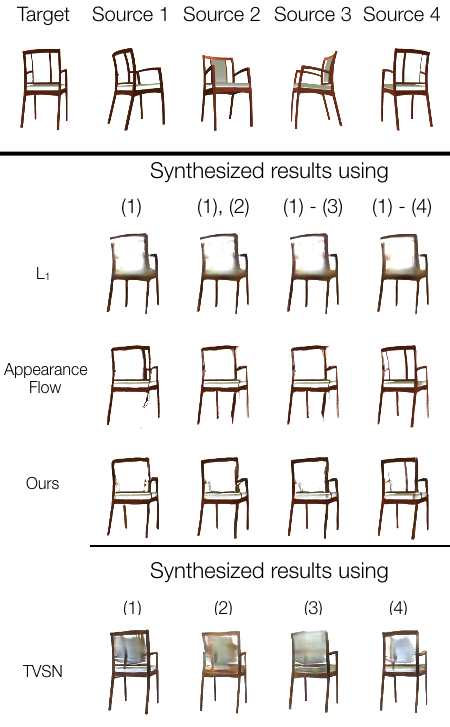 Target Source 1 Source 2 Source 3 Source 4
Synthesized results using
(1) (1), (2) (1) - (3) (1) - (4)
L₁
Appearance
Flow
Ours
Synthesized results using
(1) (2) (3) (4)
TVSN